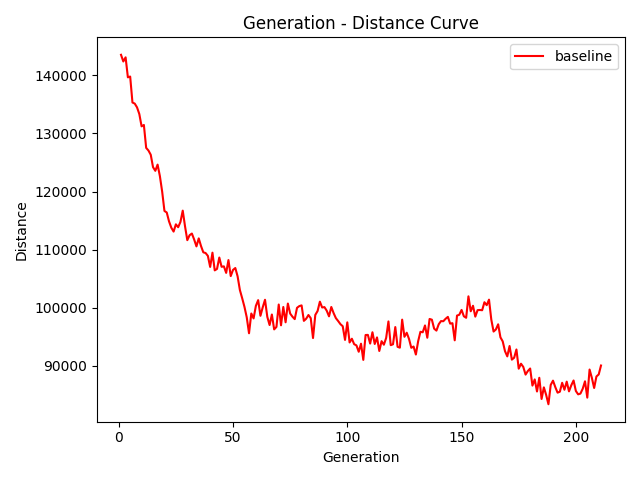 Generation - Distance Curve
baseline
140000
130000
120000
110000
100000
90000
Distance
0
50
100
150
200
Generation